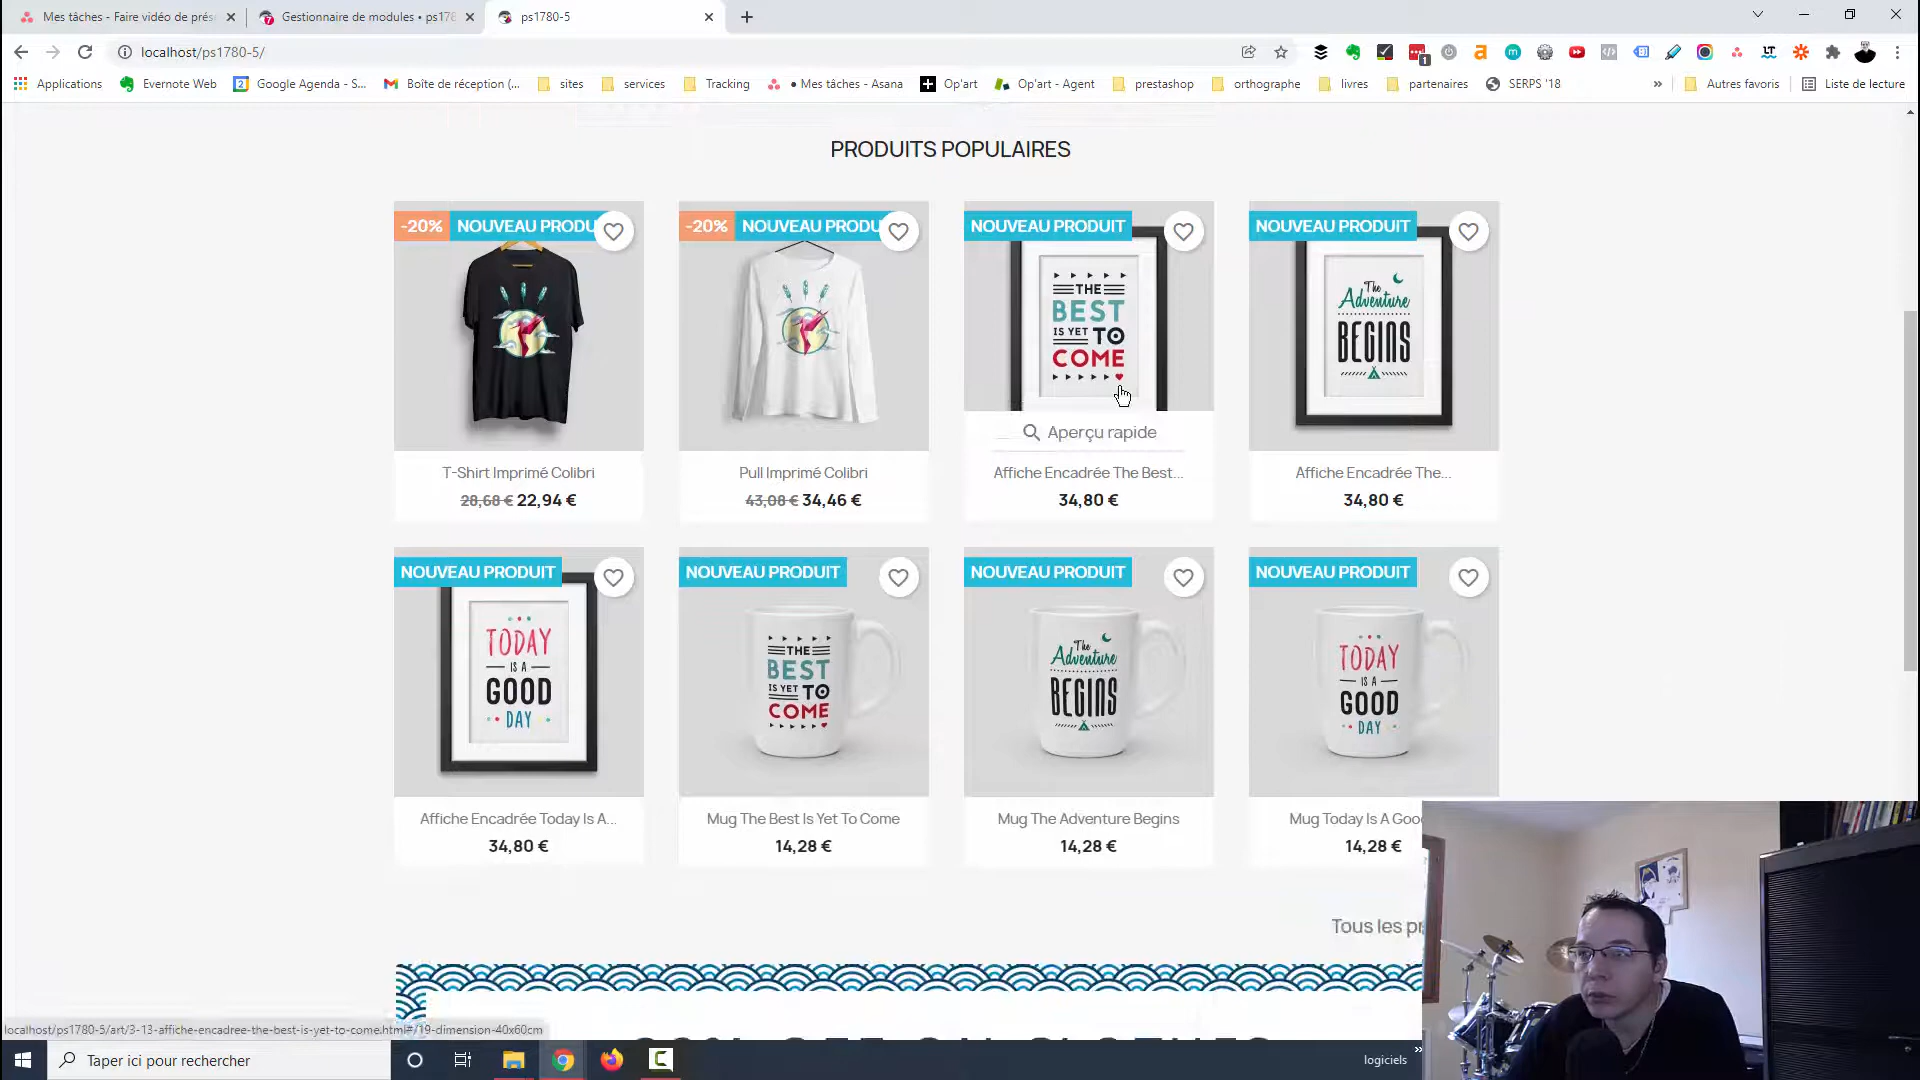 Mes tâches - Faire vidéo de prés
Gestionnaire de modules • ps178
ps1780-5
localhost/ps1780-5/
1
Applications
Evernote Web
Google Agenda - S...
Boîte de réception (...
sites
services
Tracking
• Mes tâches - Asana
Op'art
Op'art - Agent
prestashop
orthographe
livres
partenaires
SERPS '18
»
Autres favoris
Liste de lecture
PRODUITS POPULAIRES
-20% NOUVEAU PRODU
-20% NOUVEAU PRODU
NOUVEAU PRODUIT
NOUVEAU PRODUIT
THE
BEST
IS YET TO
COME
The
Adventure
BEGINS
Aperçu rapide
T-Shirt Imprimé Colibri
28,68 € 22,94 €
Pull Imprimé Colibri
43,08 € 34,46 €
Affiche Encadrée The Best...
34,80 €
Affiche Encadrée The...
34,80 €
NOUVEAU PRODUIT
NOUVEAU PRODUIT
NOUVEAU PRODUIT
NOUVEAU PRODUIT
TODAY
IS A
GOOD
DAY
THE
BEST
IS YET TO
COME
The
Adventure
BEGINS
TODAY
IS A
GOOD
DAY
Affiche Encadrée Today Is A...
34,80 €
Mug The Best Is Yet To Come
14,28 €
Mug The Adventure Begins
14,28 €
Mug Today Is A Goo
14,28 €
Tous les pr
localhost/ps1780-5/art/3-13-affiche-encadree-the-best-is-yet-to-come.html#/19-dimension-40x60cm
Taper ici pour rechercher
logiciels
»